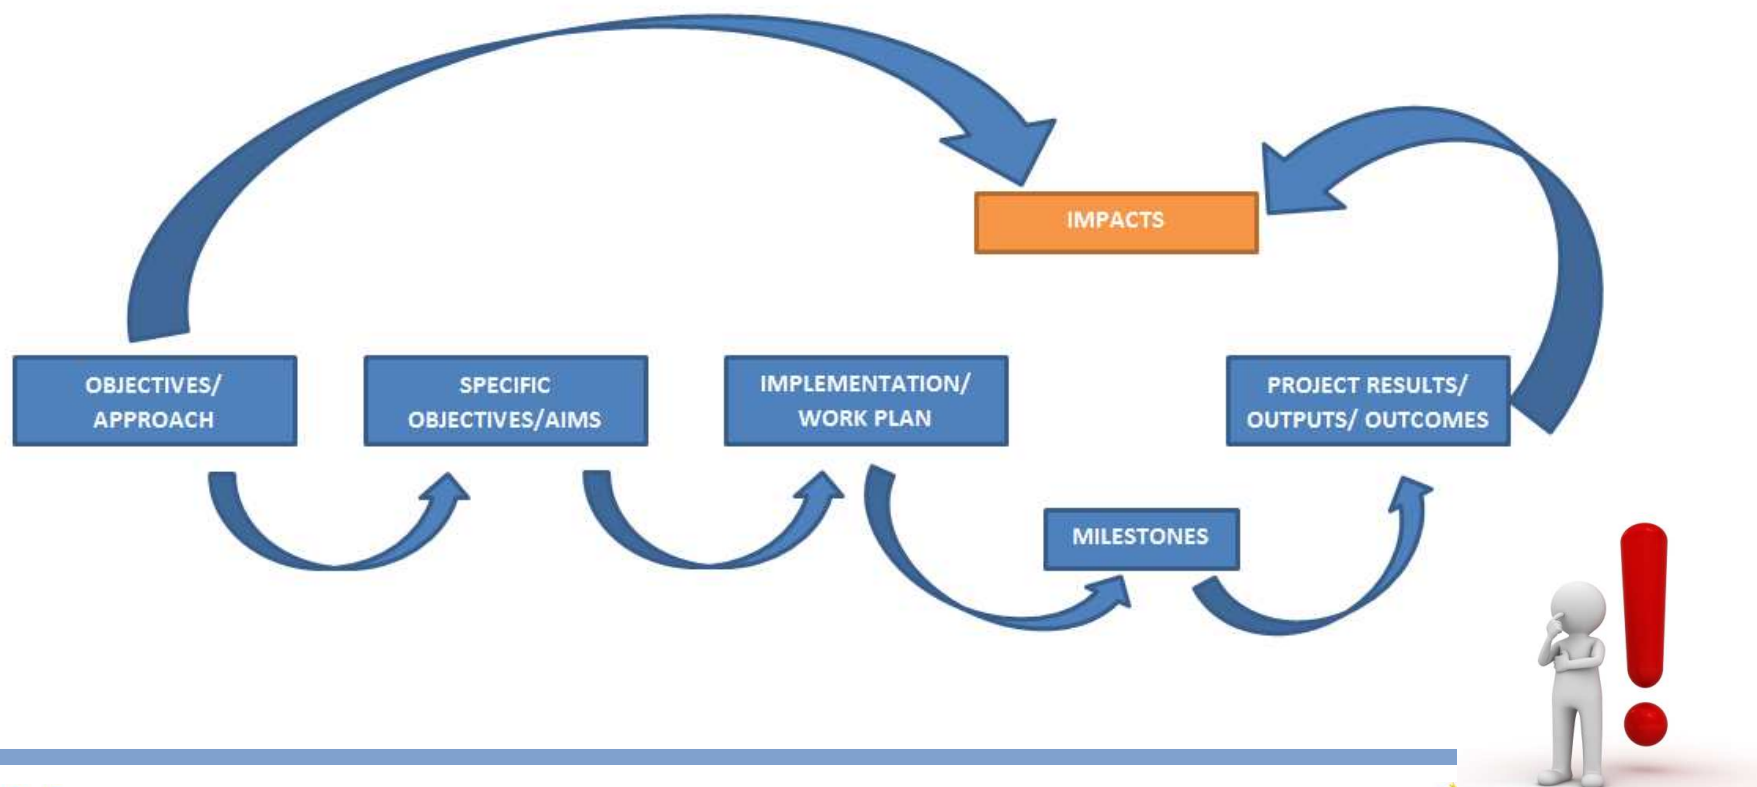 IMPACTS
OBJECTIVES/
APPROACH
SPECIFIC
OBJECTIVES/AIMS
IMPLEMENTATION/
WORK PLAN
PROJECT RESULTS/
OUTPUTS/ OUTCOMES
MILESTONES